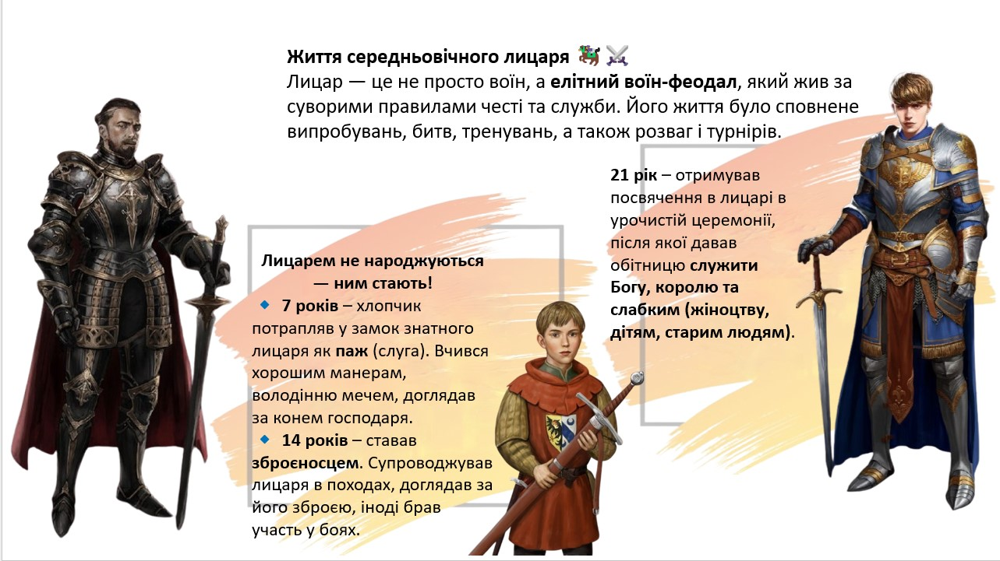 Життя середньовічного лицаря 🐎⚔️
Лицар — це не просто воїн, а елітний воїн-феодал, який жив за
суворими правилами честі та служби. Його життя було сповнене
випробувань, битв, тренувань, а також розваг і турнірів.
Лицарем не народжуються
— ним стають!
🔹 7 років – хлопчик
потрапляв у замок знатного
лицаря як паж (слуга). Вчився
хорошим манерам,
володінню мечем, доглядав
за конем господаря.
🔹 14 років – ставав
зброєносцем. Супроводжував
лицаря в походах, доглядав за
його зброєю, іноді брав
участь у боях.
21 рік – отримував
посвячення в лицарі в
урочистій церемонії,
після якої давав
обітницю служити
Богу, королю та
слабким (жіноцтву,
дітям, старим людям).